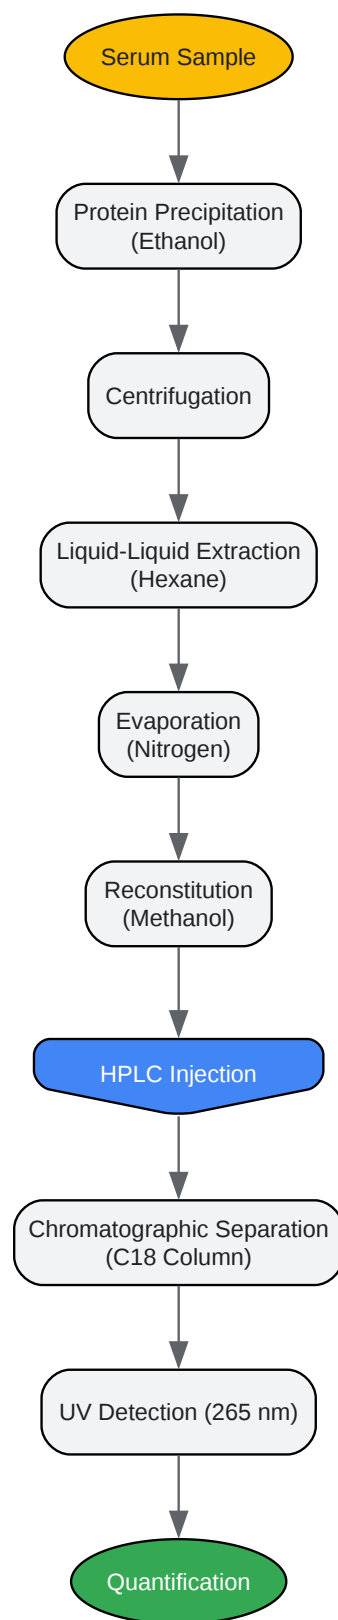 Serum Sample
Protein Precipitation
(Ethanol)
Centrifugation
Liquid-Liquid Extraction
(Hexane)
Evaporation
(Nitrogen)
Reconstitution
(Methanol)
HPLC Injection
Chromatographic Separation
(C18 Column)
UV Detection (265 nm)
Quantification